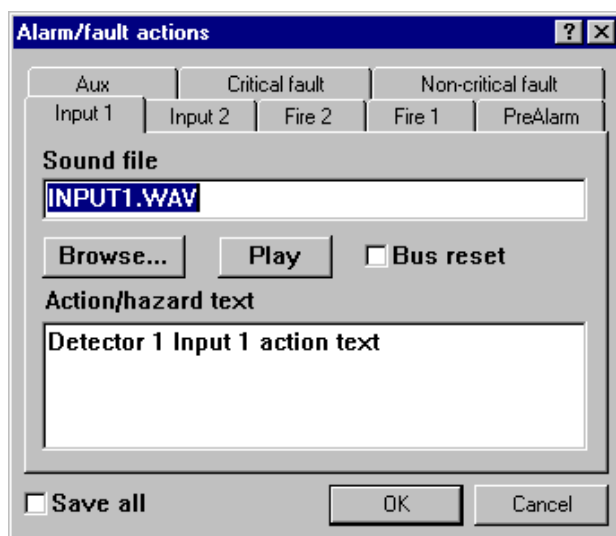 Alarm/fault actions ?
Aux Critical fault Non-critical fault
Input 1 Input 2 Fire 2 Fire 1 PreAlarm
Sound file
INPUT1.WAV
Browse... Play Bus reset
Action/hazard text
Detector 1 Input 1 action text
Save all OK Cancel